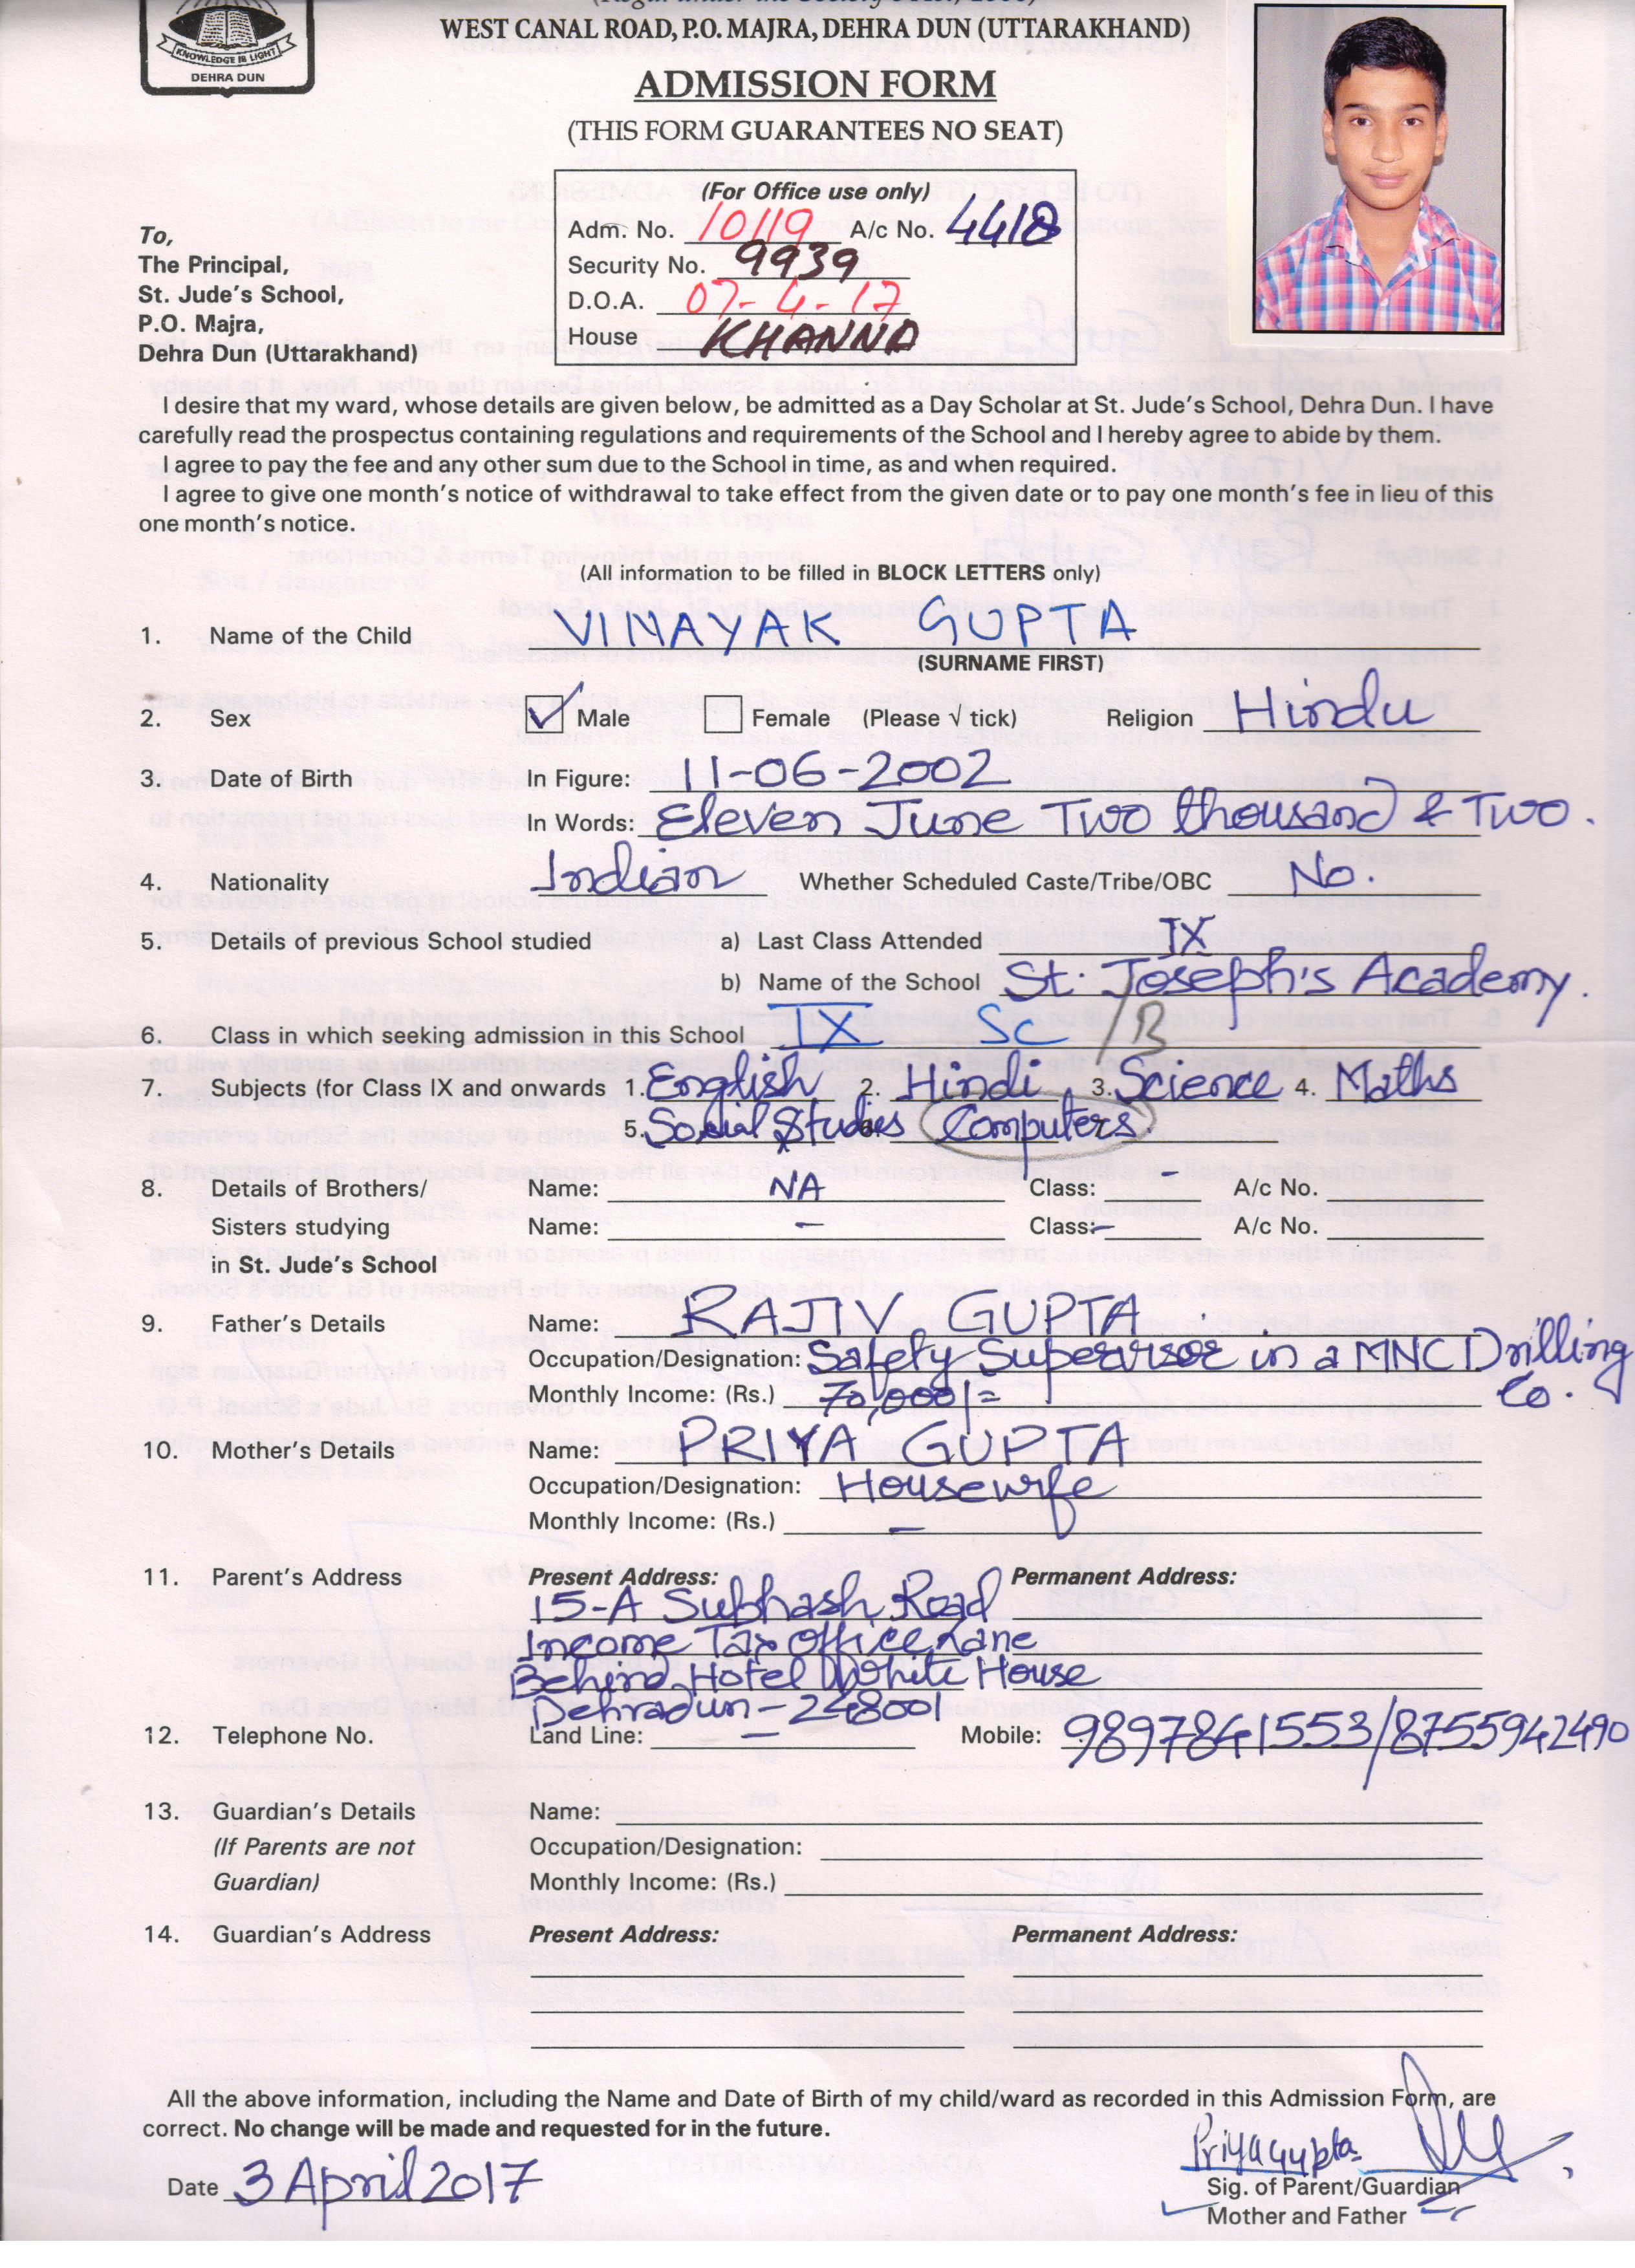 KNOWLEDGE IS LIGHT
DEHRA DUN
WEST CANAL ROAD, P.O. MAJRA, DEHRA DUN (UTTARAKHAND)
ADMISSION FORM
(THIS FORM GUARANTEES NO SEAT)
(For Office use only)
Adm. No. 10119 A/c No. 4418
Security No. 9939
D.O.A. 07-4-17
House KHANNA
To,
The Principal,
St. Jude's School,
P.O. Majra,
Dehra Dun (Uttarakhand)
I desire that my ward, whose details are given below, be admitted as a Day Scholar at St. Jude's School, Dehra Dun. I have
carefully read the prospectus containing regulations and requirements of the School and I hereby agree to abide by them.
I agree to pay the fee and any other sum due to the School in time, as and when required.
I agree to give one month's notice of withdrawal to take effect from the given date or to pay one month's fee in lieu of this
one month's notice.
(All information to be filled in BLOCK LETTERS only)
1. Name of the Child VINAYAK GUPTA
(SURNAME FIRST)
2. Sex ✓ Male Female (Please √ tick) Religion Hindu
3. Date of Birth In Figure: 11-06-2002
In Words: Eleven June Two thousand & Two.
4. Nationality Indian Whether Scheduled Caste/Tribe/OBC No.
5. Details of previous School studied a) Last Class Attended IX
b) Name of the School St. Joseph's Academy.
6. Class in which seeking admission in this School IX Sc /B
7. Subjects (for Class IX and onwards 1. English 2. Hindi 3. Science 4. Maths
5. Social Studies 6. Computers.
8. Details of Brothers/ Name: NA Class: - A/c No.
Sisters studying Name: - Class: - A/c No.
in St. Jude's School
9. Father's Details Name: RAJIV GUPTA
Occupation/Designation: Safety Supervisor in a MNC Drilling
Co.
Monthly Income: (Rs.) 70,000/=
10. Mother's Details Name: PRIYA GUPTA
Occupation/Designation: Housewife
Monthly Income: (Rs.) -
11. Parent's Address Present Address: Permanent Address:
15-A Subhash Road
Income Tax Office Lane
Behind Hotel White House
Dehradun - 248001
12. Telephone No. Land Line: - Mobile: 9897841553/8755942490
13. Guardian's Details Name:
(If Parents are not Occupation/Designation:
Guardian) Monthly Income: (Rs.)
14. Guardian's Address Present Address: Permanent Address:
All the above information, including the Name and Date of Birth of my child/ward as recorded in this Admission Form, are
correct. No change will be made and requested for in the future.
Date 3 April 2017
Priya Gupta
Sig. of Parent/Guardian
Mother and Father